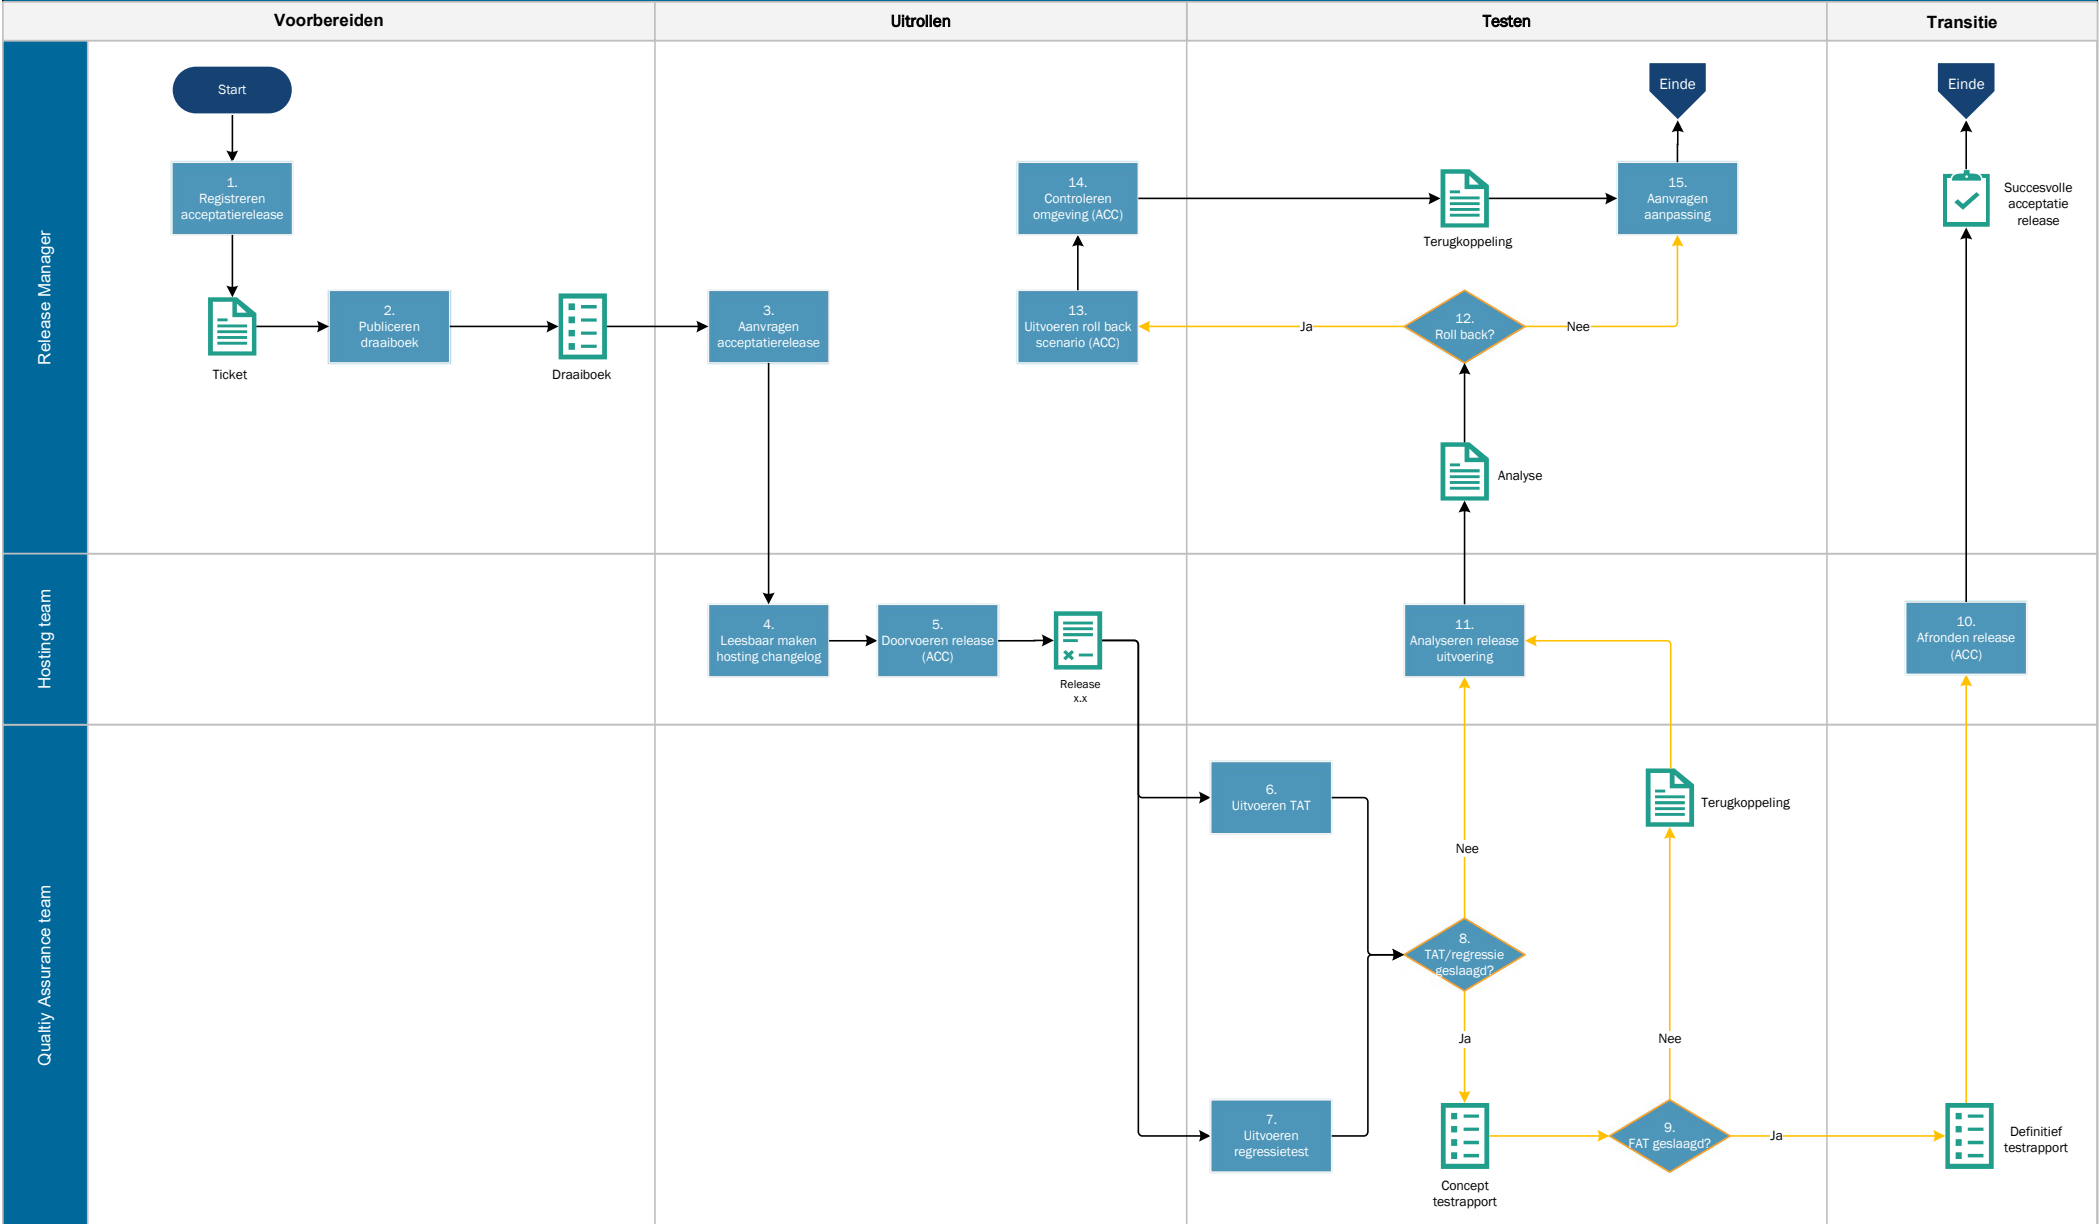 Voorbereiden
Uitrollen
Testen
Transitie
Release Manager
Start
Einde
Einde
1.
Registreren
acceptatierelease
14.
Controleren
omgeving (ACC)
Terugkoppeling
15.
Aanvragen
aanpassing
Succesvolle
acceptatie
release
Ticket
2.
Publiceren
draaiboek
Draaiboek
3.
Aanvragen
acceptatierelease
13.
Uitvoeren roll back
scenario (ACC)
Ja
12.
Roll back?
Nee
Analyse
Hosting team
4.
Leesbaar maken
hosting changelog
5.
Doorvoeren release
(ACC)
Release
x.x
11.
Analyseren release
uitvoering
10.
Afronden release
(ACC)
Qualtiy Assurance team
6.
Uitvoeren TAT
Terugkoppeling
Nee
8.
TAT/regressie
geslaagd?
Ja
Nee
7.
Uitvoeren
regressietest
Concept
testrapport
9.
FAT geslaagd?
Ja
Definitief
testrapport